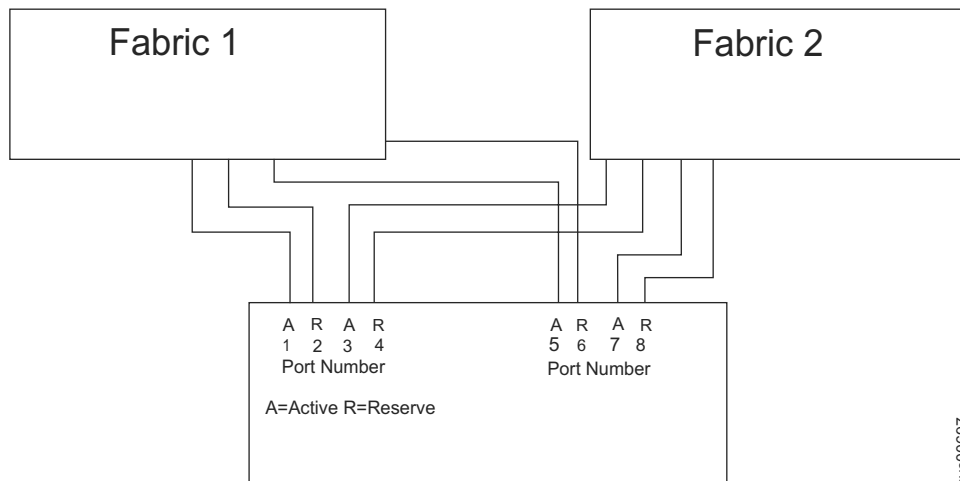 Fabric 1
Fabric 2
A R A R
1 2 3 4
Port Number
A R A R
5 6 7 8
Port Number
A=Active R=Reserve